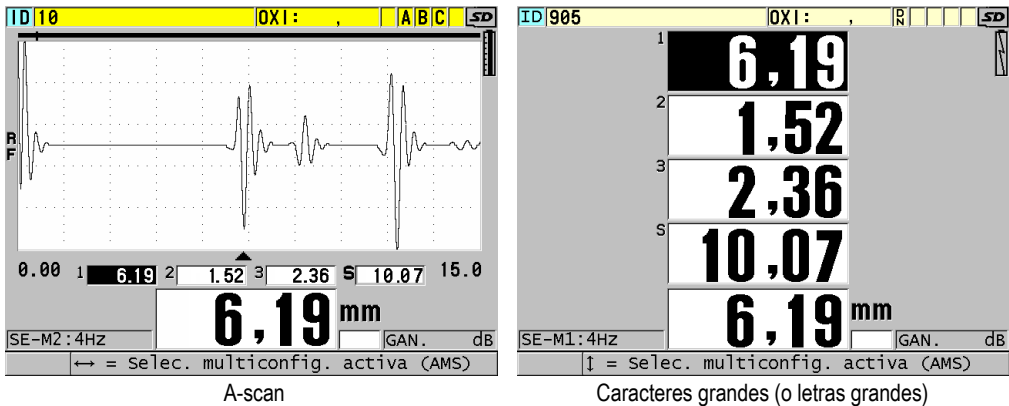 ID 10 OXI: , A B C SD
R
F
0.00 1 6.19 2 1.52 3 2.36 S 10.07 15.0
6,19 mm
SE-M2:4Hz GAN. dB
↔ = Selec. multiconfig. activa (AMS)
A-scan
ID 905 OXI: , DN SD
1 6,19
2 1,52
3 2,36
S 10,07
6,19 mm
SE-M1:4Hz GAN. dB
↕ = Selec. multiconfig. activa (AMS)
Caracteres grandes (o letras grandes)